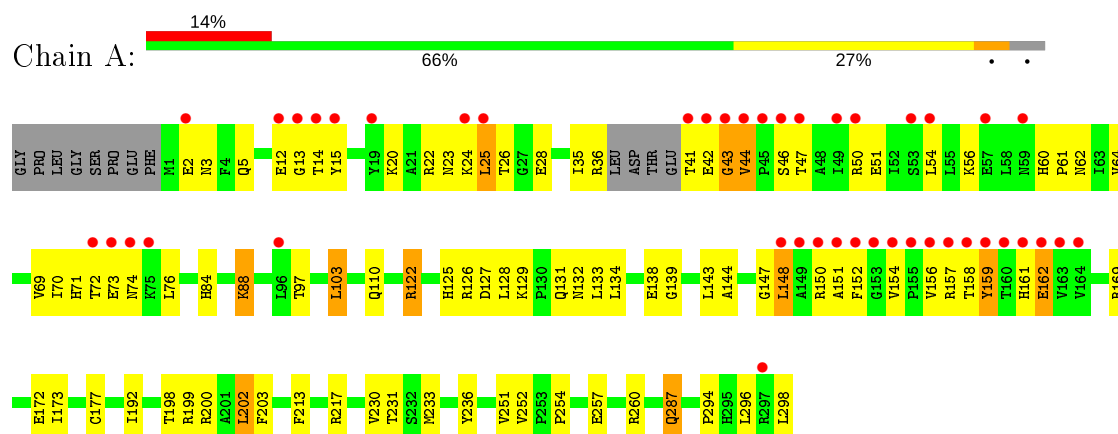 14%
Chain A:
66% 27% • •
GLY PRO LEU GLY SER PRO GLU PHE M1 E2 N3 F4 Q5 E12 G13 T14 Y15 Y19 K20 A21 R22 N23 K24 L25 T26 G27 E28 I35 R36 LEU ASP THR GLU T41 E42 G43 V44 P45 S46 T47 A48 I49 R50 E51 I52 S53 L54 L55 K56 E57 L58 N59 H60 P61 N62 I63 V64
V69 I70 H71 T72 E73 N74 K75 L76 H84 K88 L96 T97 L103 Q110 R122 H125 R126 D127 L128 K129 P130 Q131 N132 L133 L134 E138 G139 L143 A144 G147 L148 A149 R150 A151 F152 G153 V154 P155 V156 R157 T158 Y159 T160 H161 E162 V163 V164 R169
E172 I173 C177 I192 T198 R199 R200 A201 L202 F203 F213 R217 V230 T231 S232 M233 Y236 V251 V252 P253 P254 E257 R260 Q287 P294 H295 L296 R297 L298